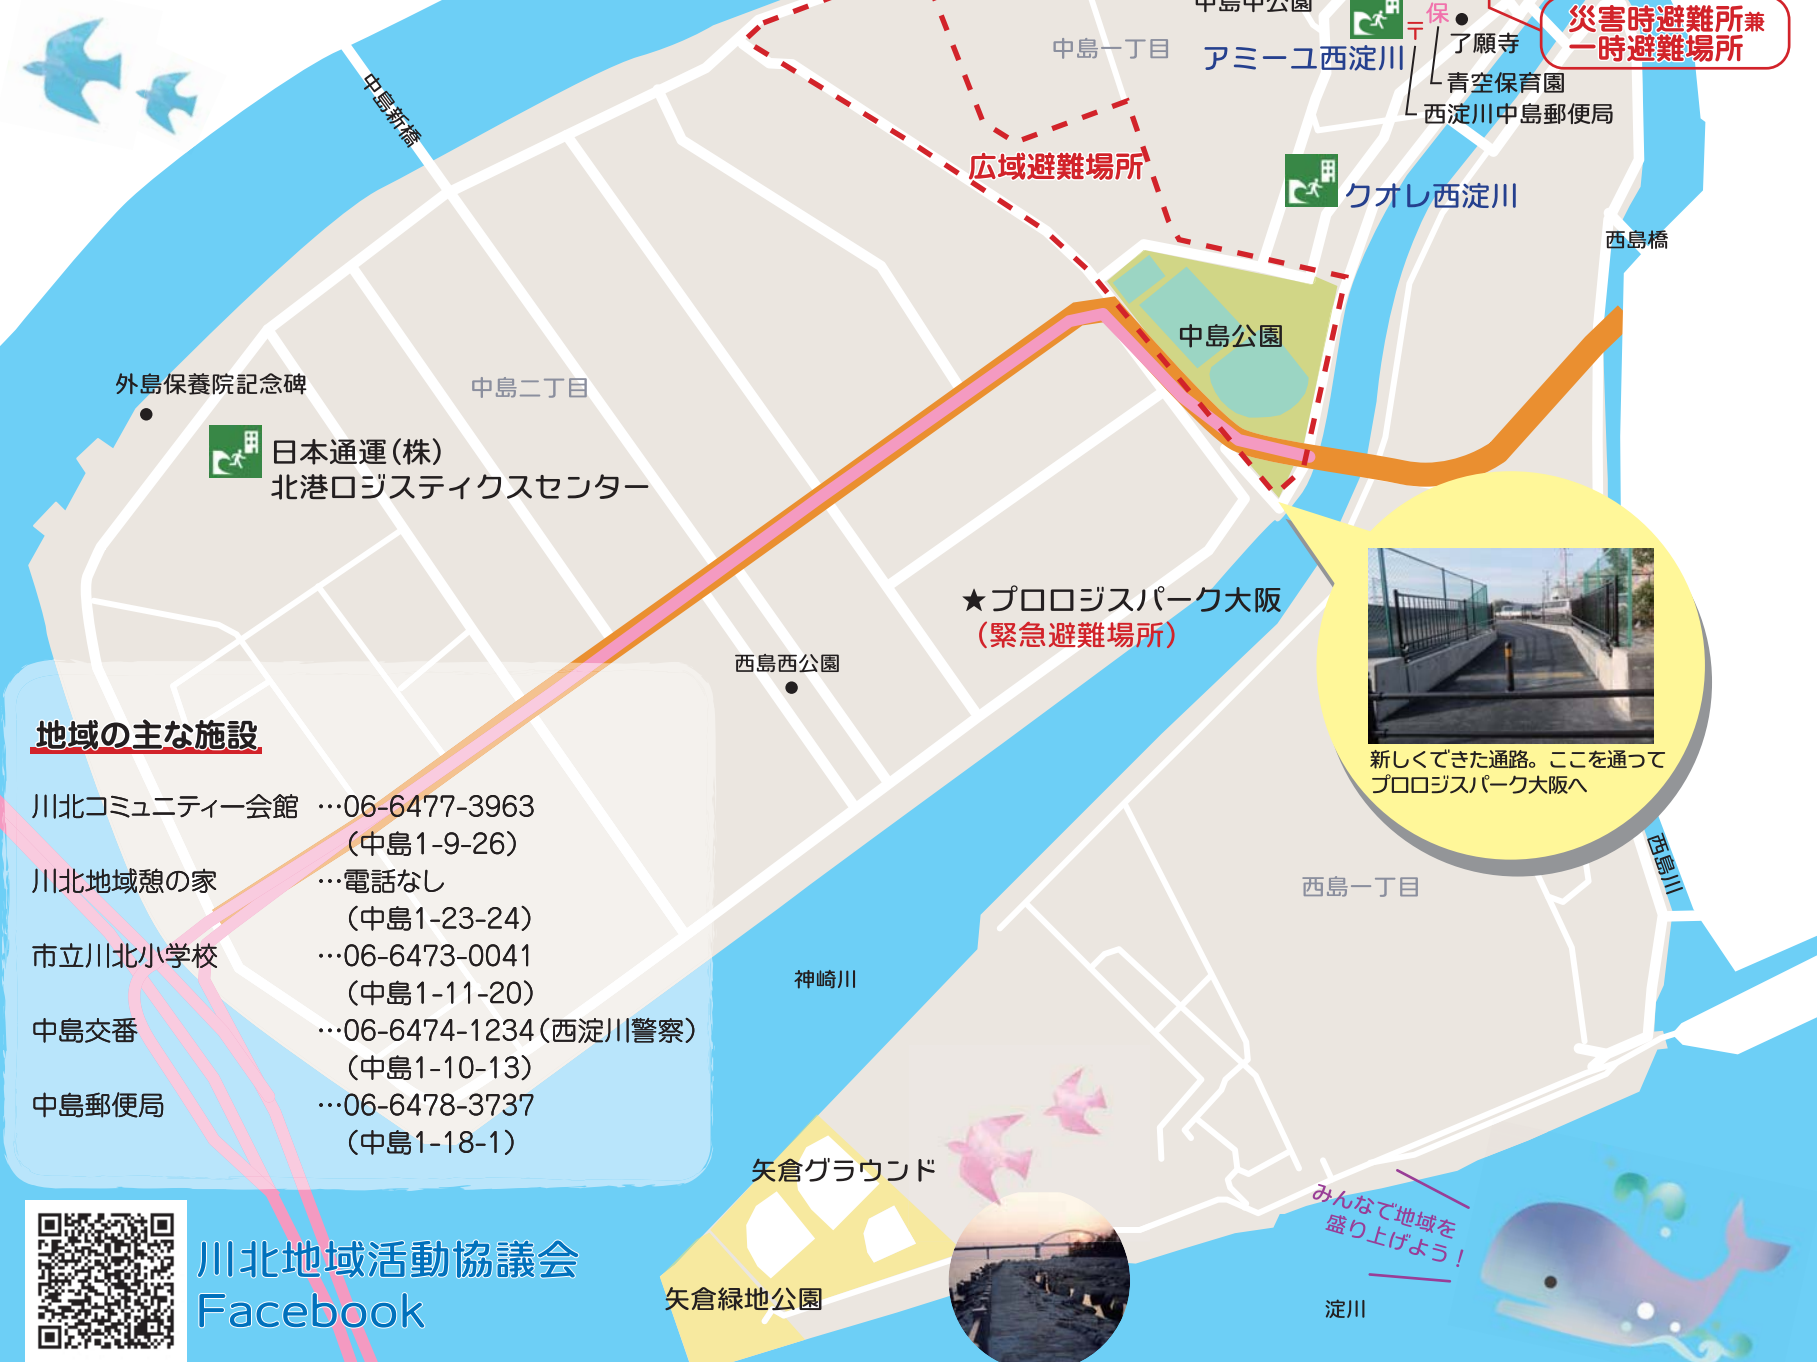 中島中公園
保
災害時避難所兼
一時避難場所
中島一丁目
アミーユ西淀川
〒
了願寺
青空保育園
西淀川中島郵便局
中島新橋
広域避難場所
クオレ西淀川
西島橋
中島公園
外島保養院記念碑
中島二丁目
日本通運(株)
北港ロジスティクスセンター
★プロロジスパーク大阪
(緊急避難場所)
西島西公園
新しくできた通路。ここを通って
プロロジスパーク大阪へ
地域の主な施設
川北コミュニティー会館 …06-6477-3963
(中島1-9-26)
川北地域憩の家 …電話なし
(中島1-23-24)
市立川北小学校 …06-6473-0041
(中島1-11-20)
中島交番 …06-6474-1234(西淀川警察)
(中島1-10-13)
中島郵便局 …06-6478-3737
(中島1-18-1)
西島川
西島一丁目
神崎川
矢倉グラウンド
矢倉緑地公園
みんなで地域を
盛り上げよう!
淀川
川北地域活動協議会
Facebook